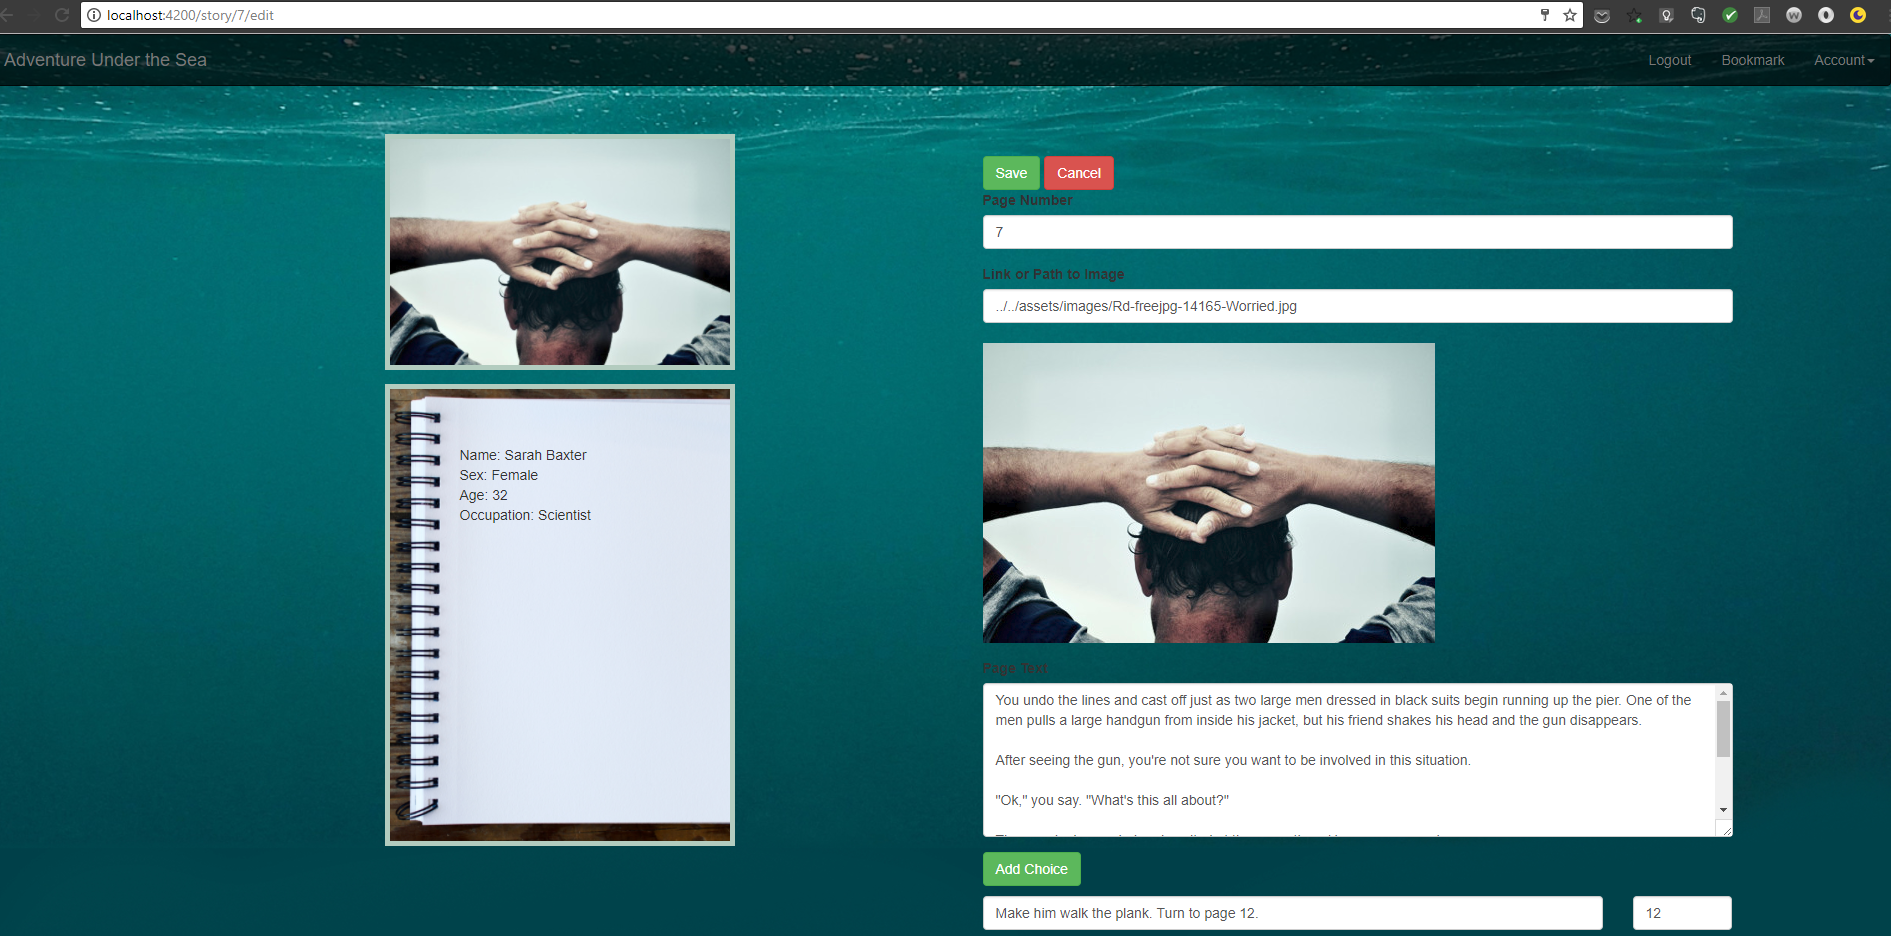 localhost:4200/story/7/edit
Adventure Under the Sea
Logout Bookmark Account
Name: Sarah Baxter
Sex: Female
Age: 32
Occupation: Scientist
Save Cancel
Page Number
7
Link or Path to Image
../../assets/images/Rd-freejpg-14165-Worried.jpg
Page Text
You undo the lines and cast off just as two large men dressed in black suits begin running up the pier. One of the
men pulls a large handgun from inside his jacket, but his friend shakes his head and the gun disappears.
After seeing the gun, you're not sure you want to be involved in this situation.
"Ok," you say. "What's this all about?"
Add Choice
Make him walk the plank. Turn to page 12. 12